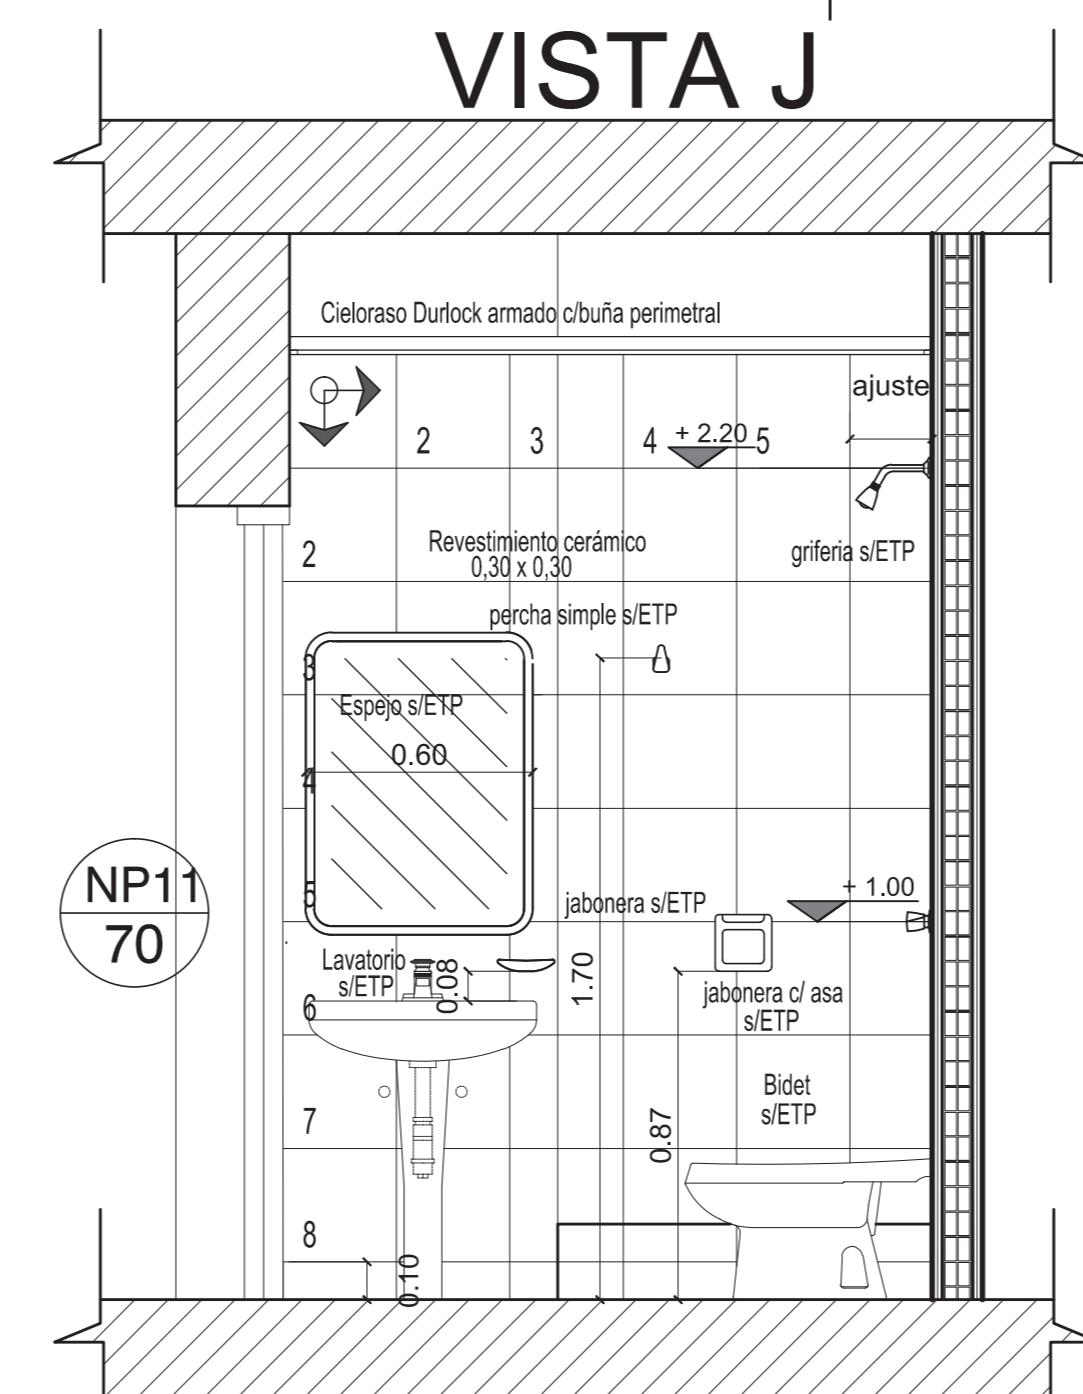 VISTA J
Cieloraso Durlock armado c/buña perimetral
ajuste
2
3
4
+ 2.20
5
2
Revestimiento cerámico
0,30 x 0,30
griferia s/ETP
percha simple s/ETP
3
Espejo s/ETP
0.60
4
NP11
70
5
jabonera s/ETP
+ 1.00
Lavatorio
s/ETP
0.08
1.70
jabonera c/ asa
s/ETP
6
Bidet
s/ETP
7
0.87
8
0.10